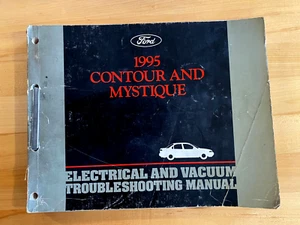 Ford
1995
CONTOUR AND
MYSTIQUE
ELECTRICAL AND VACUUM
TROUBLESHOOTING MANUAL